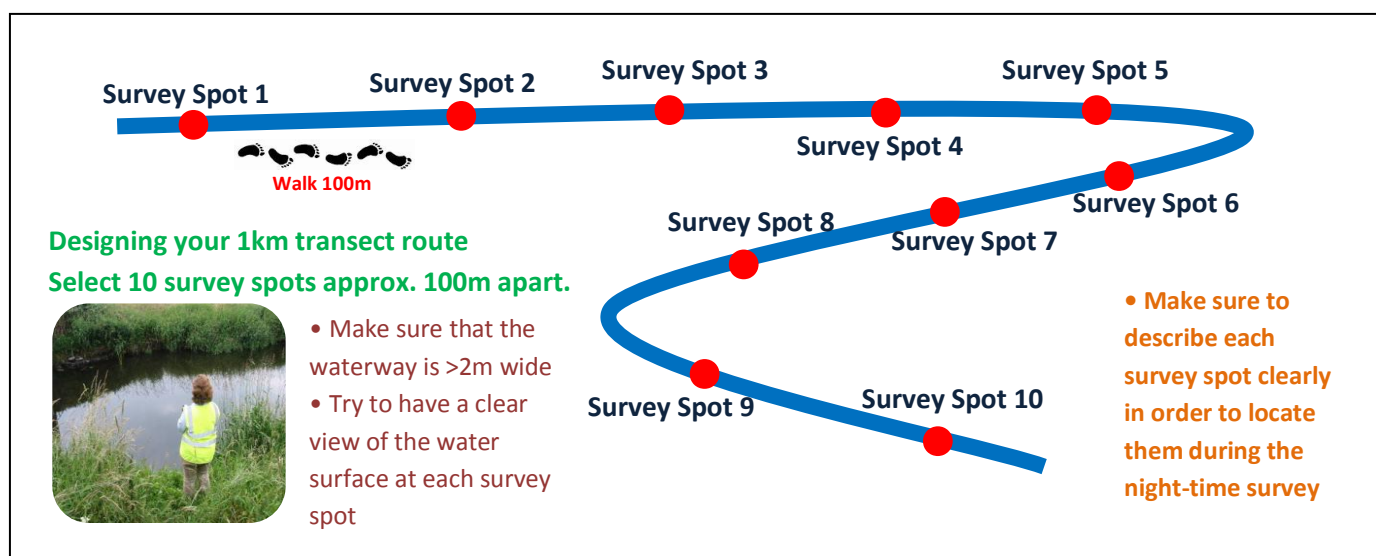 Survey Spot 1
Survey Spot 2
Survey Spot 3
Survey Spot 4
Survey Spot 5
Walk 100m
Survey Spot 6
Survey Spot 7
Survey Spot 8
Survey Spot 9
Survey Spot 10
Designing your 1km transect route
Select 10 survey spots approx. 100m apart.
• Make sure that the
waterway is >2m wide
• Try to have a clear
view of the water
surface at each survey
spot
• Make sure to
describe each
survey spot clearly
in order to locate
them during the
night-time survey